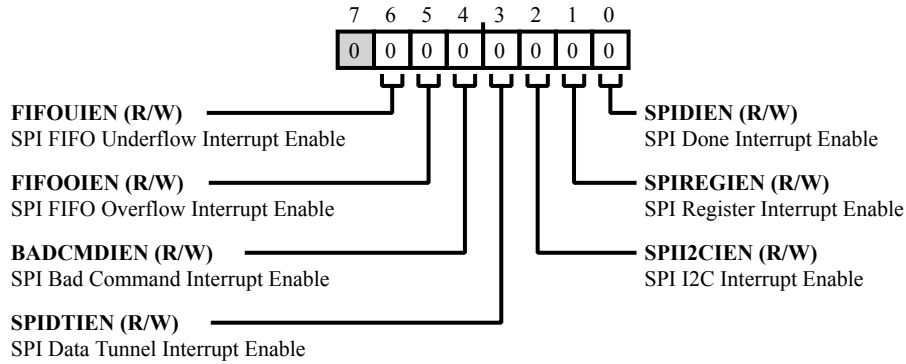 7 6 5 4 3 2 1 0
0 0 0 0 0 0 0 0
FIFOUIEN (R/W)
SPI FIFO Underflow Interrupt Enable
FIFOOIEN (R/W)
SPI FIFO Overflow Interrupt Enable
BADCMDIEN (R/W)
SPI Bad Command Interrupt Enable
SPIDTIEN (R/W)
SPI Data Tunnel Interrupt Enable
SPIDIEN (R/W)
SPI Done Interrupt Enable
SPIREGIEN (R/W)
SPI Register Interrupt Enable
SPII2CIEN (R/W)
SPI I2C Interrupt Enable